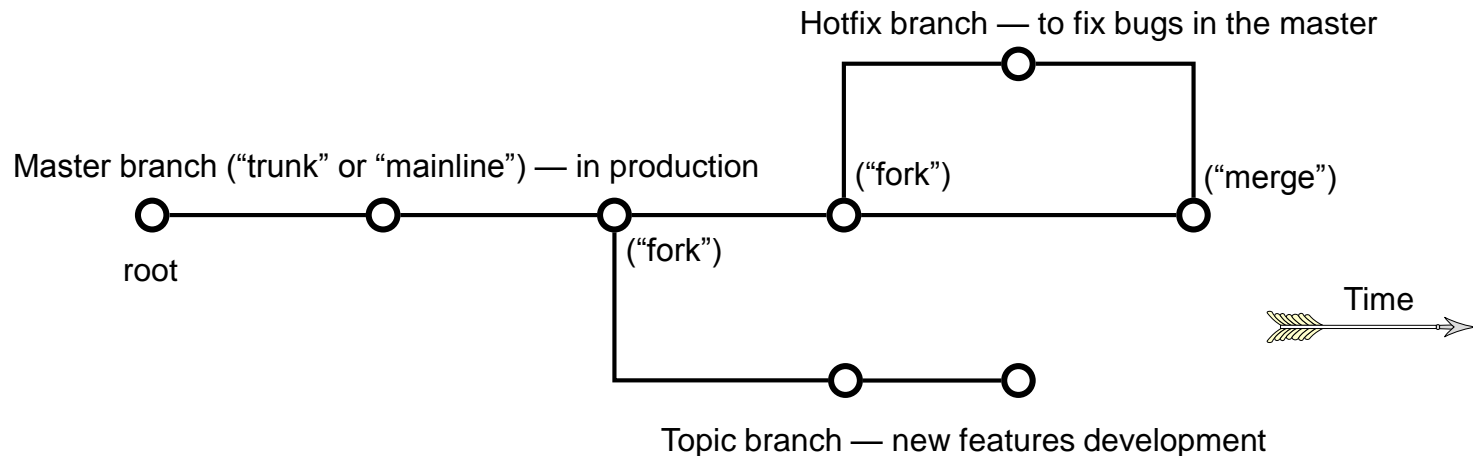 Hotfix branch — to fix bugs in the master
Master branch (“trunk” or “mainline”) — in production
(“fork”)
(“merge”)
(“fork”)
root
Time
Topic branch — new features development